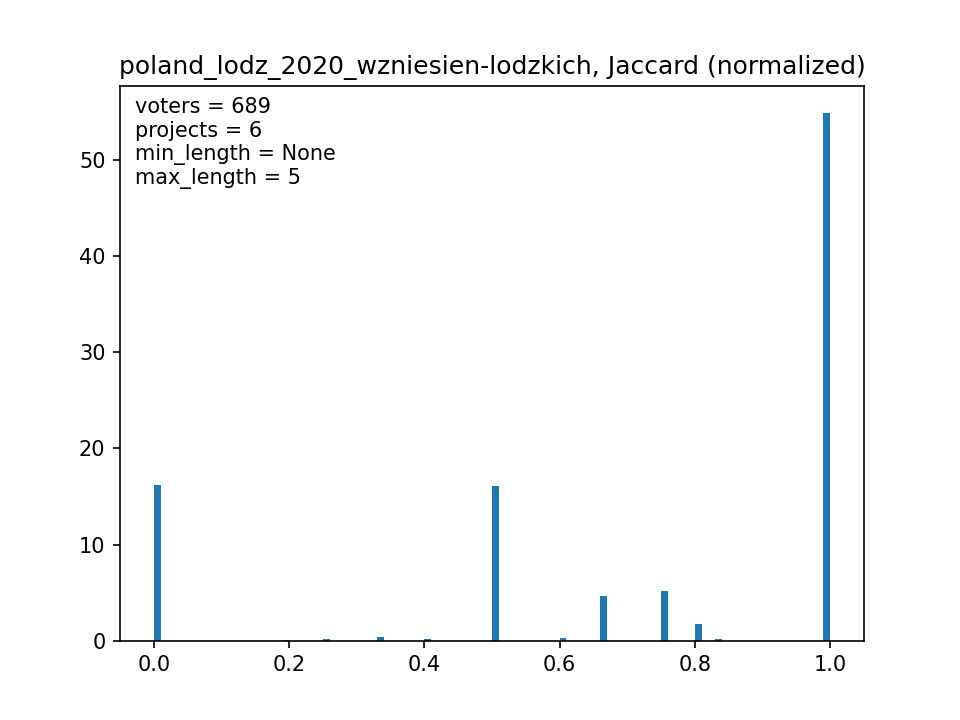 poland_lodz_2020_wzniesien-lodzkich, Jaccard (normalized)
voters = 689
projects = 6
min_length = None
max_length = 5
50
40
30
20
10
0
0.0 0.2 0.4 0.6 0.8 1.0